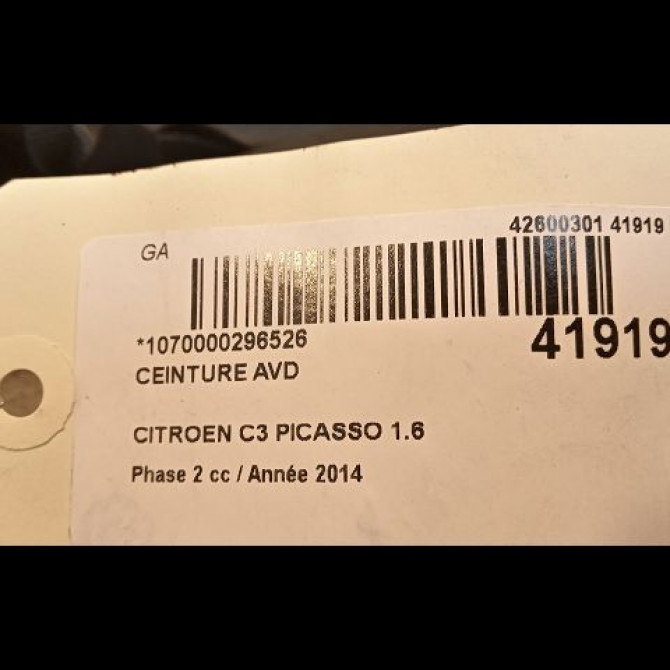 42600301 41919
GA
*1070000296526
41919
CEINTURE AVD
CITROEN C3 PICASSO 1.6
Phase 2 cc / Année 2014